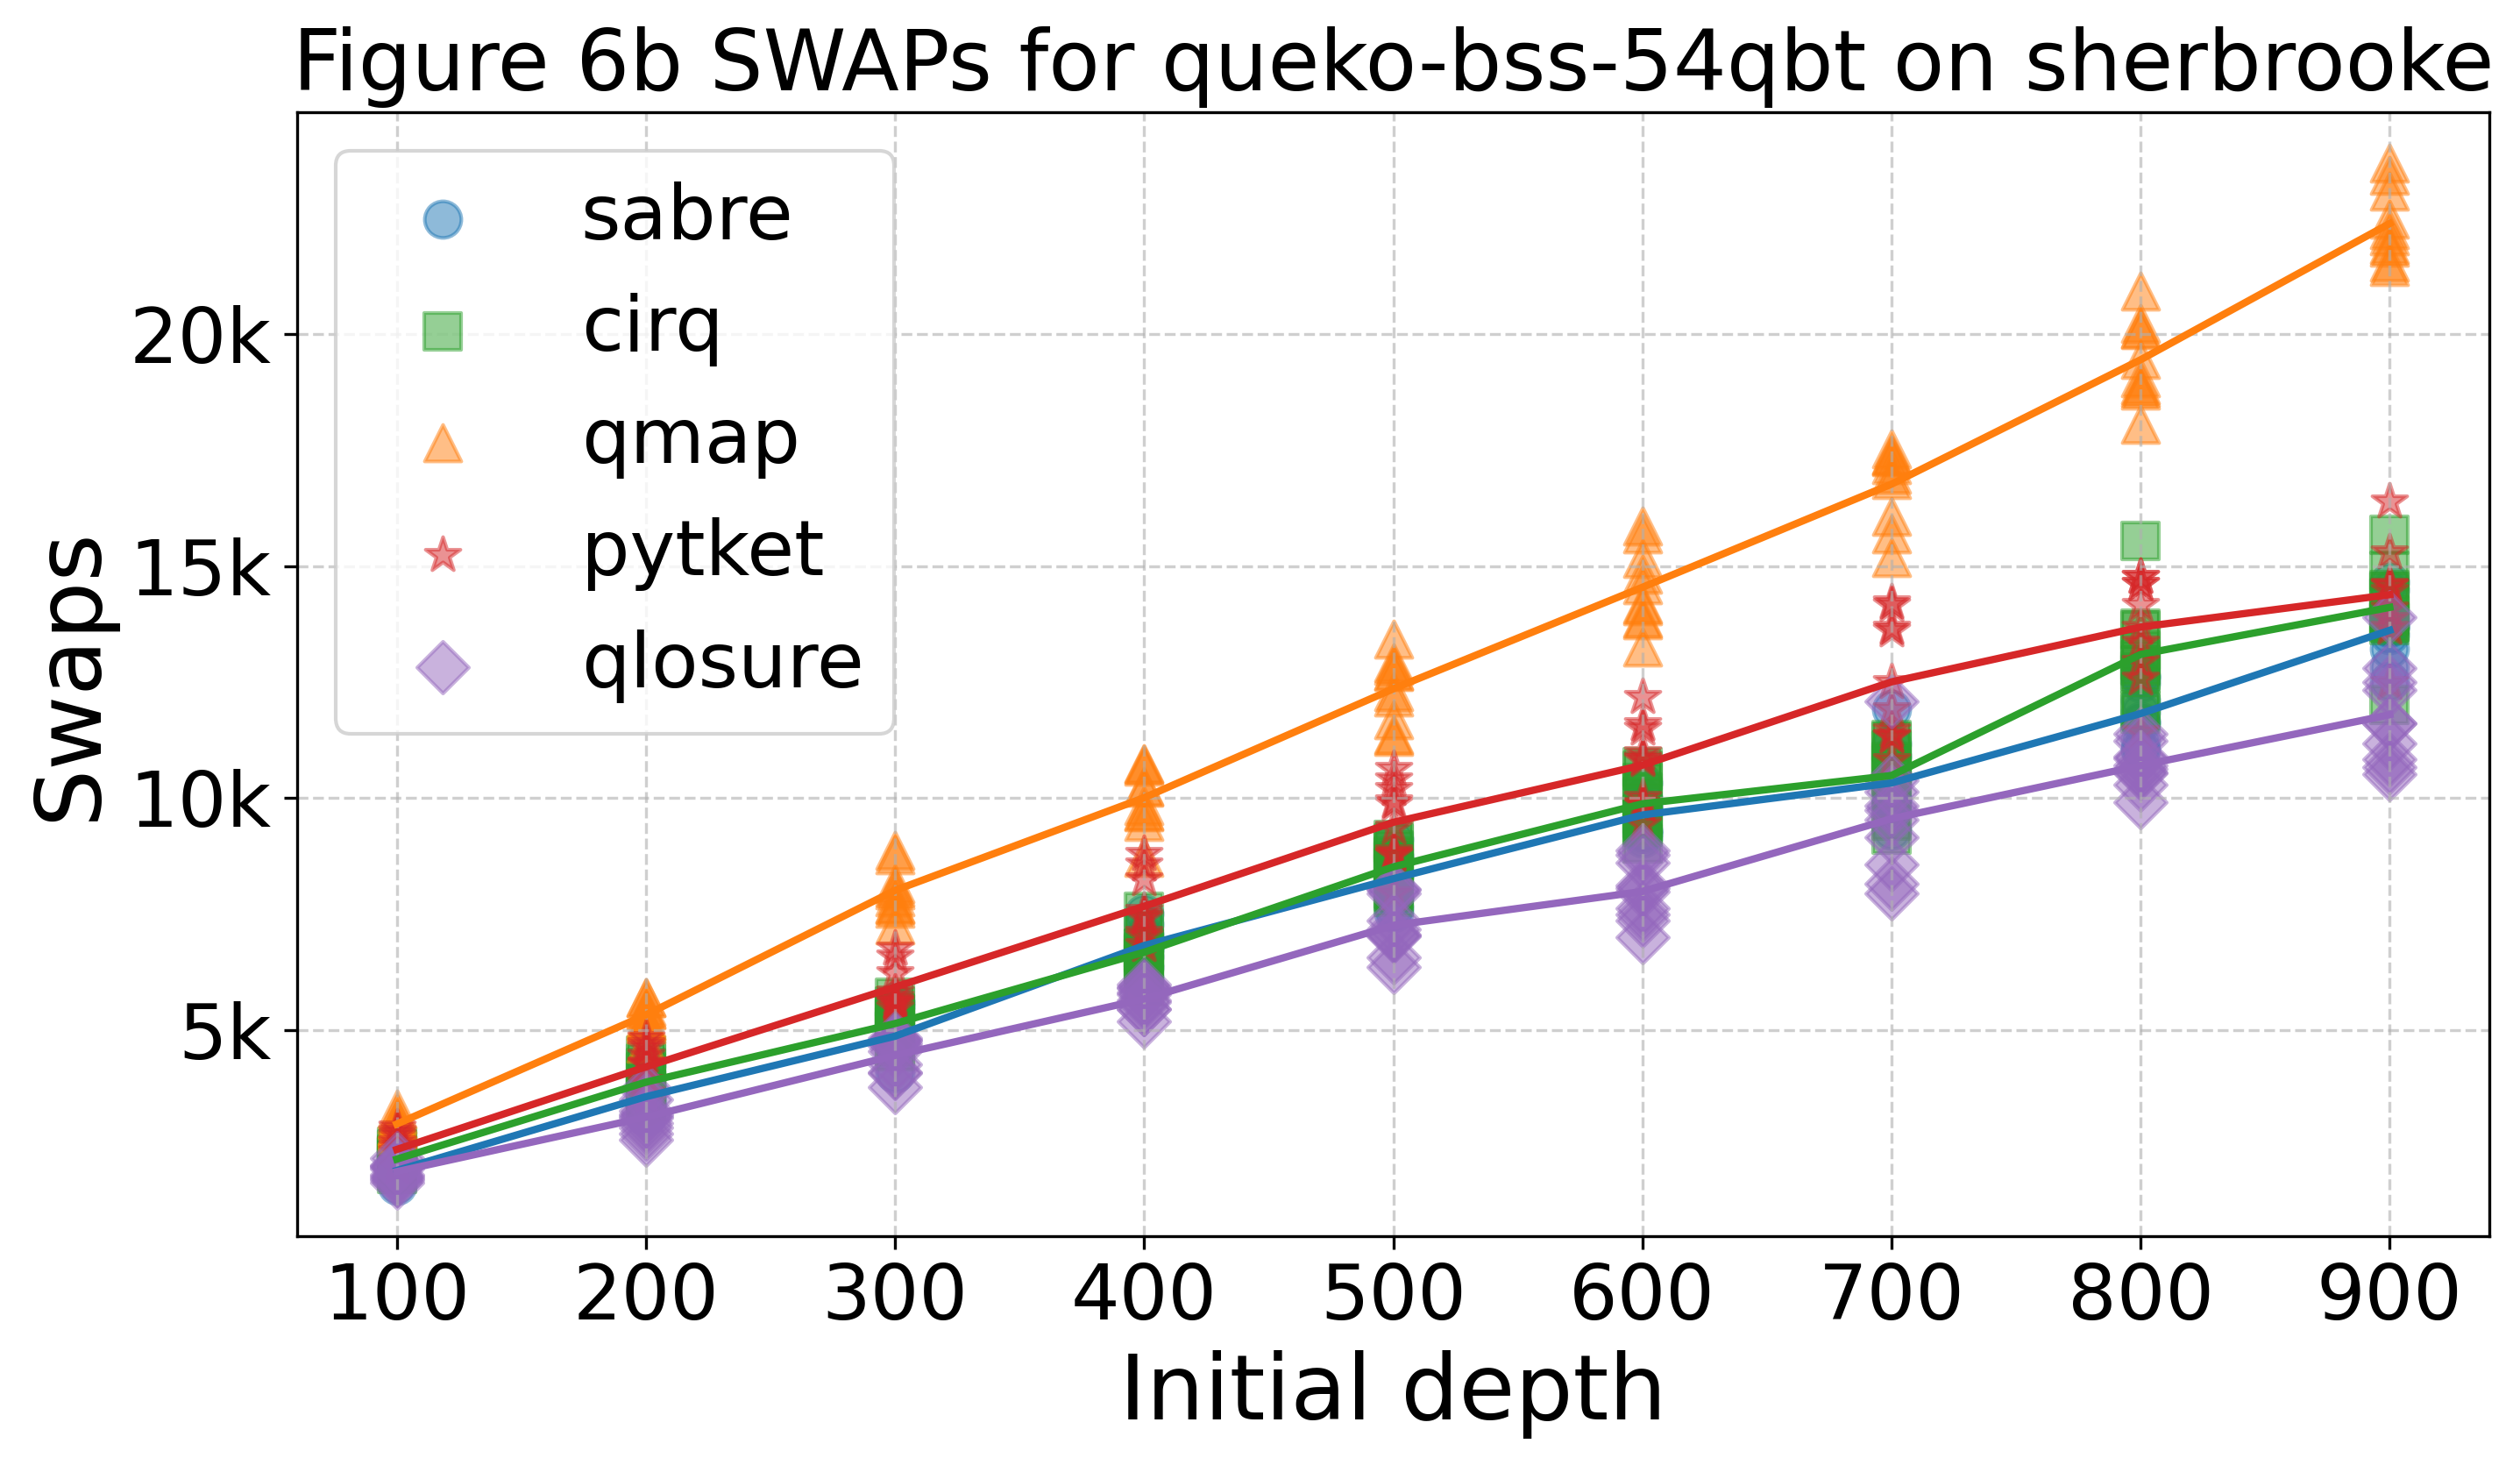 Figure 6b SWAPs for queko-bss-54qbt on sherbrooke
sabre
cirq
qmap
pytket
qlosure
Swaps
20k
15k
10k
5k
100 200 300 400 500 600 700 800 900
Initial depth